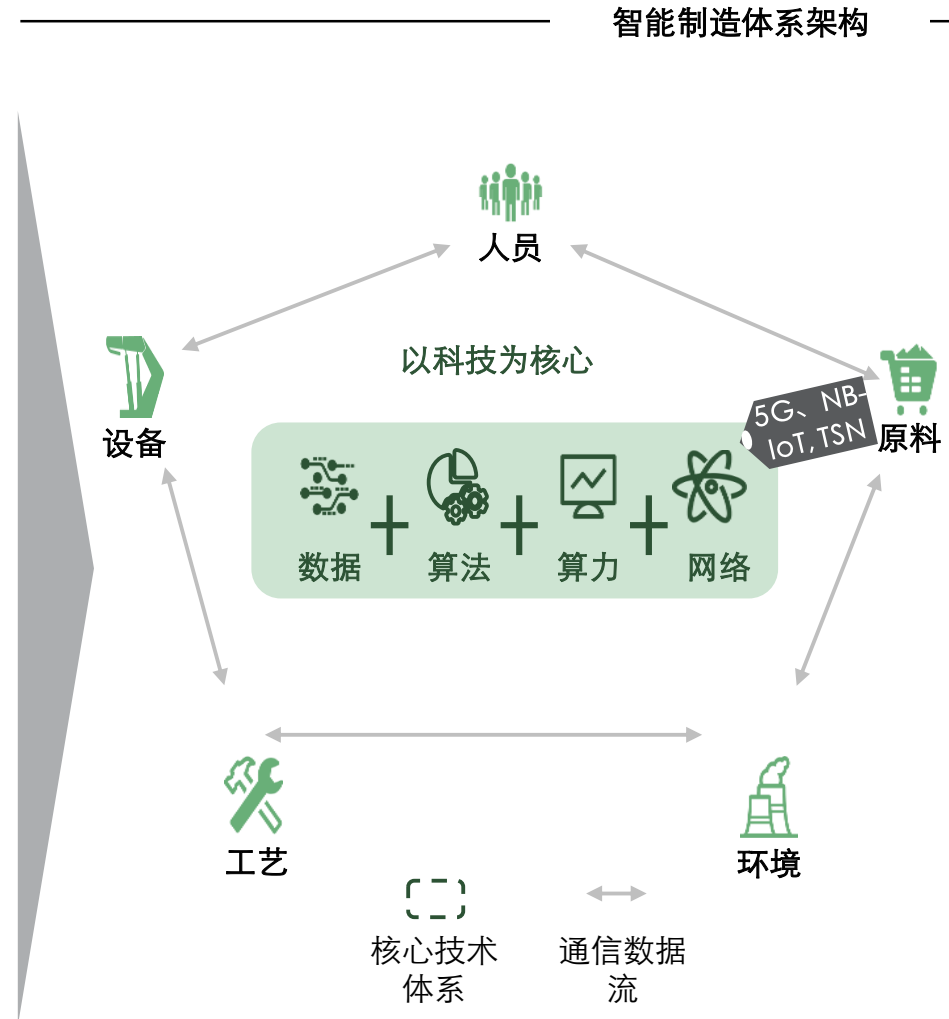 智能制造体系架构
人员
以科技为核心
5G、NB-
IoT, TSN
设备
原料
数据
算法
算力
网络
工艺
环境
核心技术
体系
通信数据
流